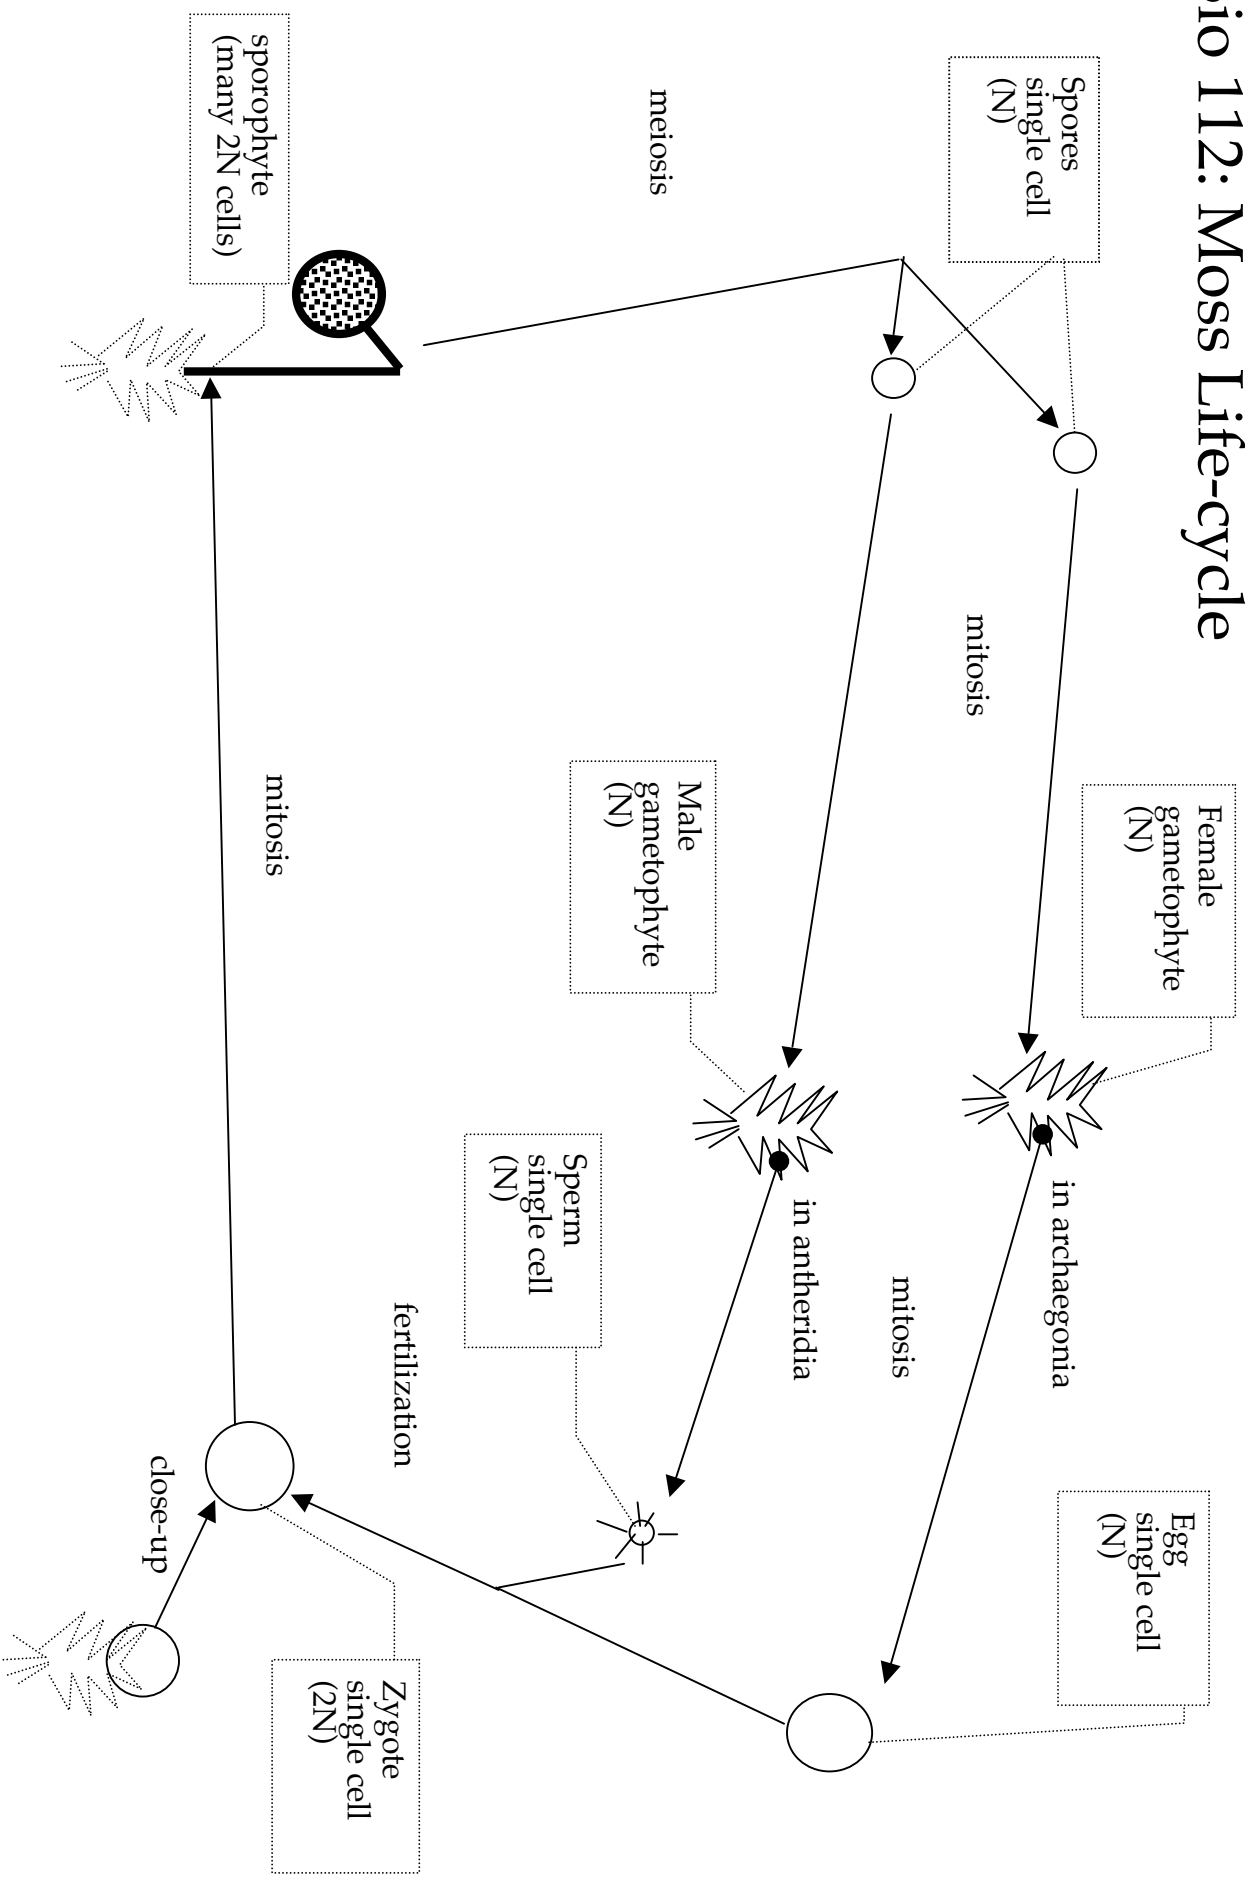 Bio 112: Moss Life-cycle
Female
gametophyte
(N)
Egg
single cell
(N)
Spores
single cell
(N)
mitosis
in archaegonia
mitosis
in antheridia
Male
gametophyte
(N)
meiosis
Sperm
single cell
(N)
fertilization
Zygote
single cell
(2N)
mitosis
sporophyte
(many 2N cells)
close-up